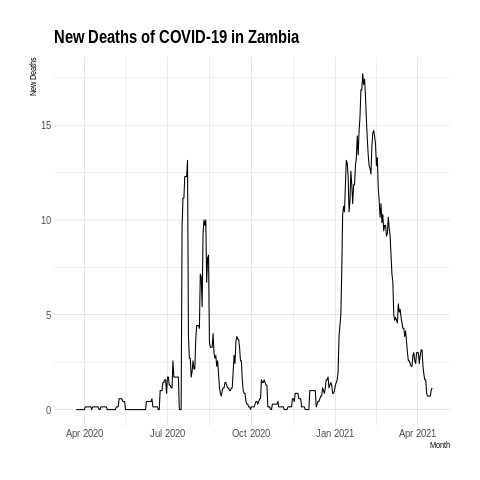 New Deaths of COVID-19 in Zambia
New Deaths
15
10
5
0
Apr 2020 Jul 2020 Oct 2020 Jan 2021 Apr 2021
Month